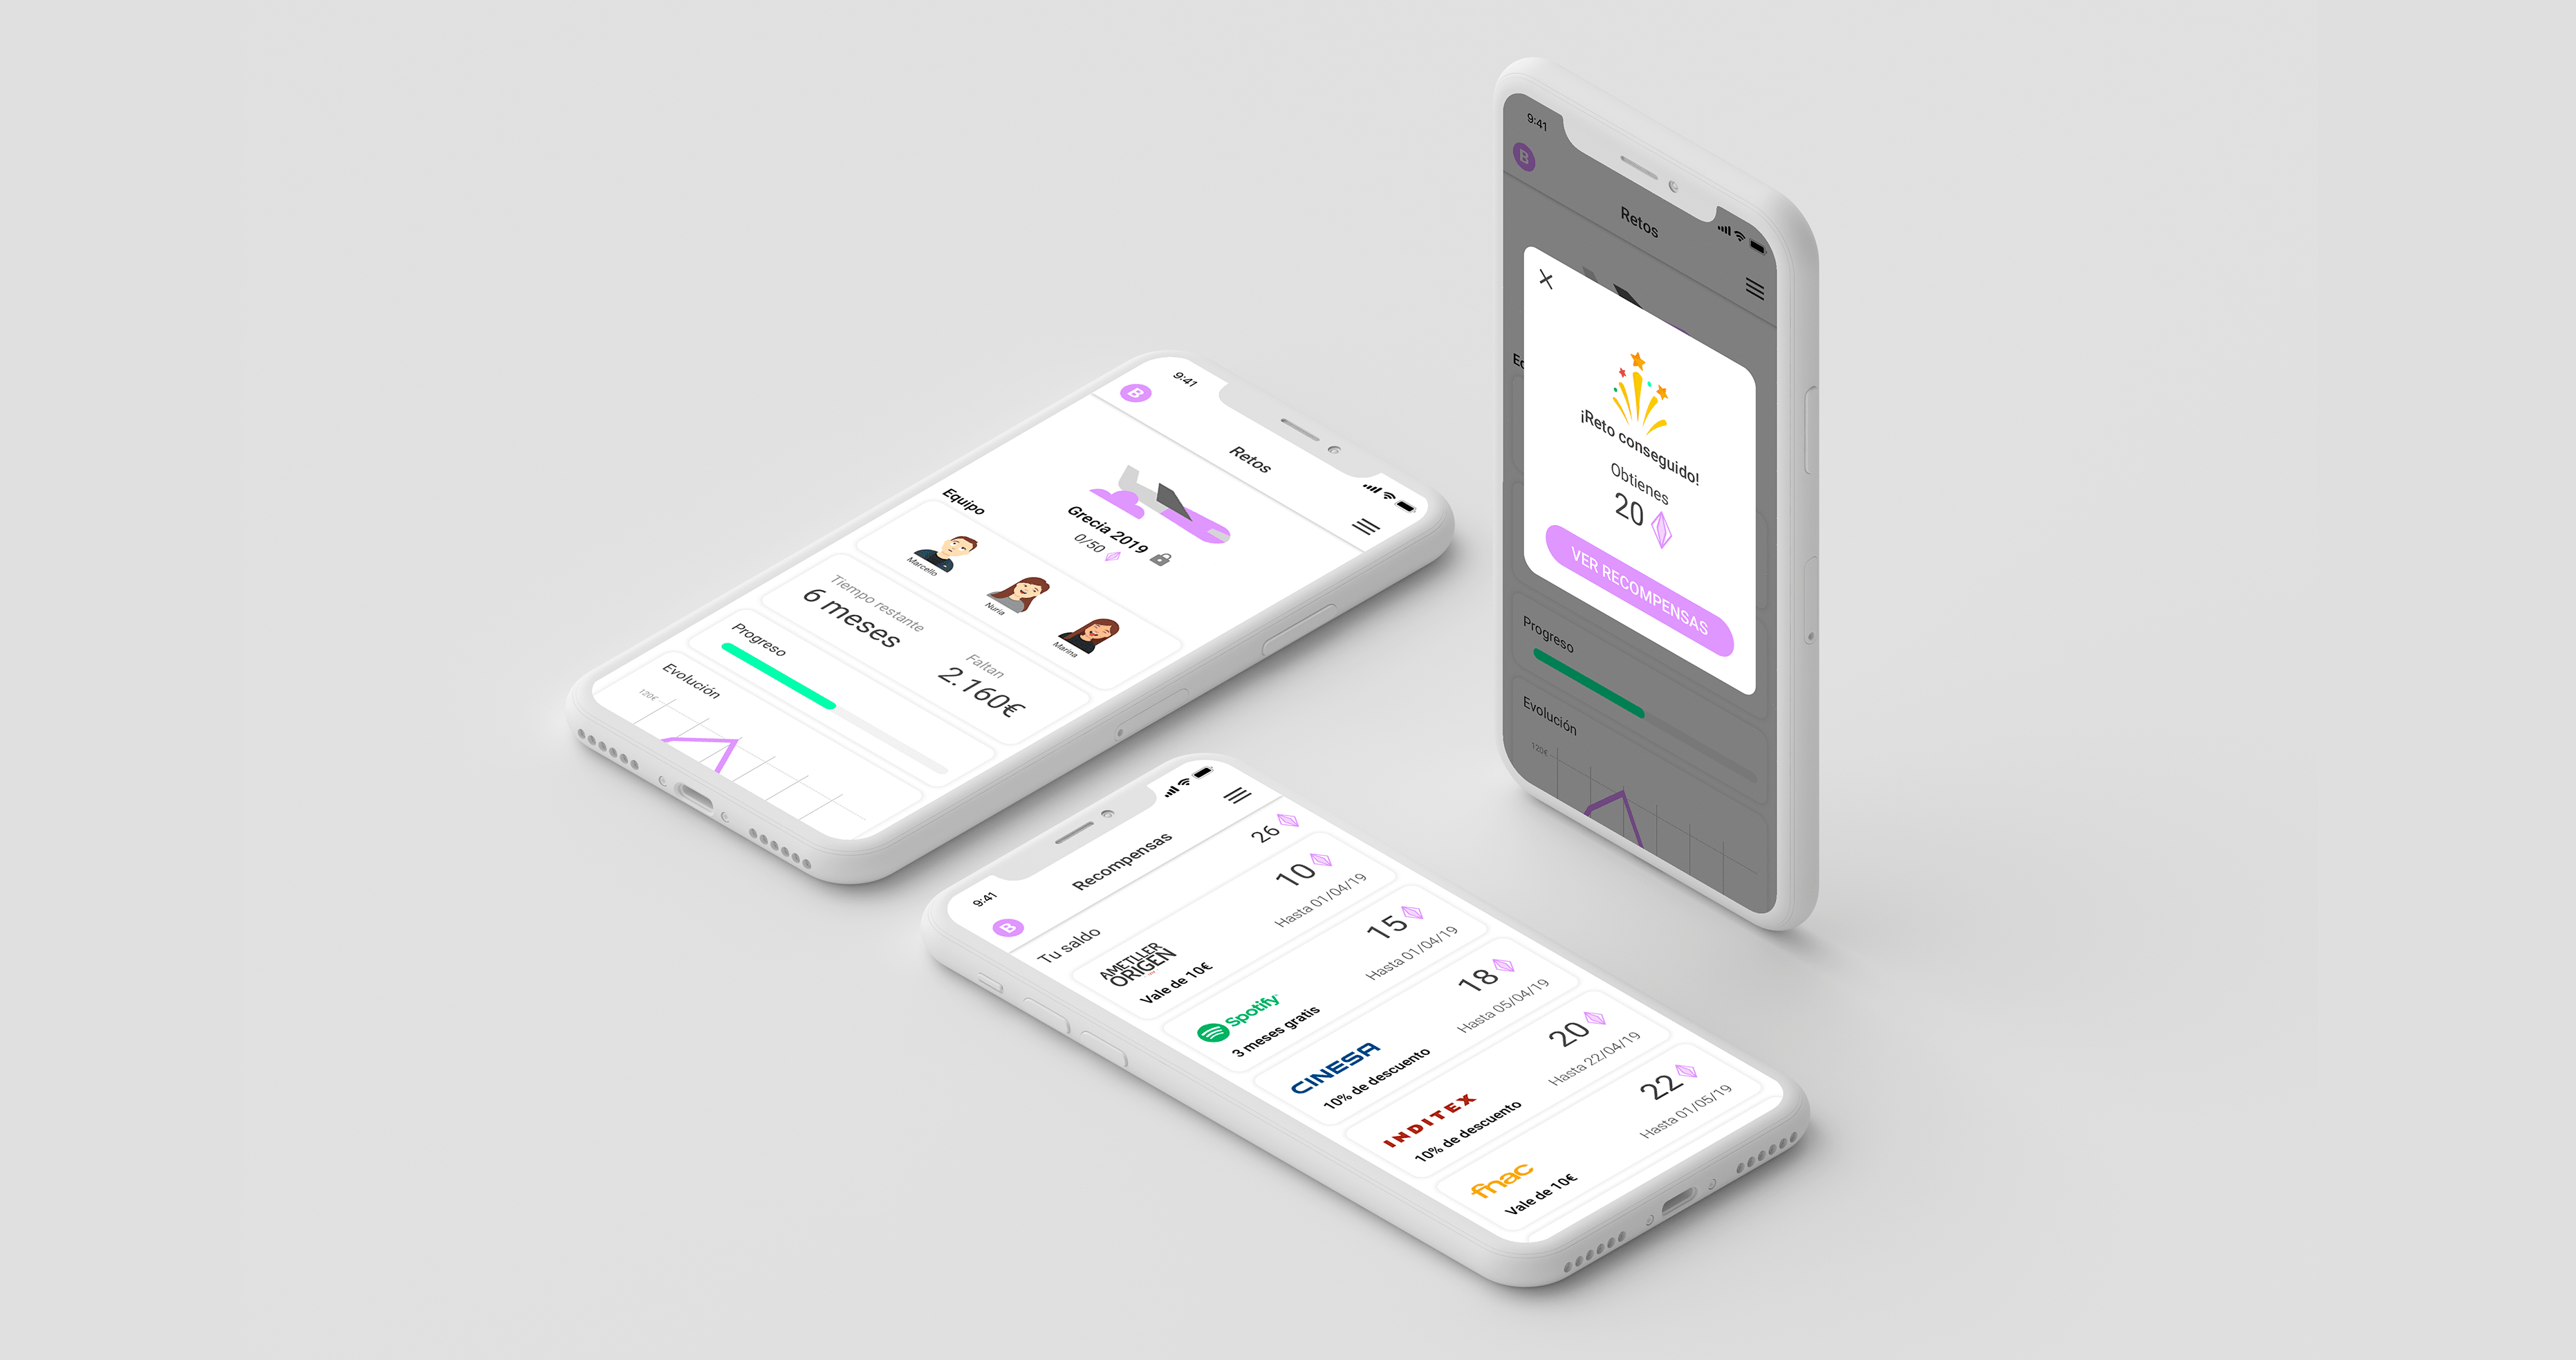 9:41
B
Retos
Grecia 2019
0/50
Equipo
Marcello
Nuria
Marina
Tiempo restante
6 meses
Faltan
2.160€
Progreso
Evolución
120€
9:41
B
Retos
Eq
¡Reto conseguido!
Obtienes
20
VER RECOMPENSAS
Progreso
Evolución
120€
9:41
B
Recompensas
Tu saldo
26
AMETLLER
ORIGEN
Vale de 10€
10
Hasta 01/04/19
Spotify
3 meses gratis
15
Hasta 01/04/19
CINESA
10% de descuento
18
Hasta 05/04/19
INDITEX
10% de descuento
20
Hasta 22/04/19
fnac
Vale de 10€
22
Hasta 01/05/19